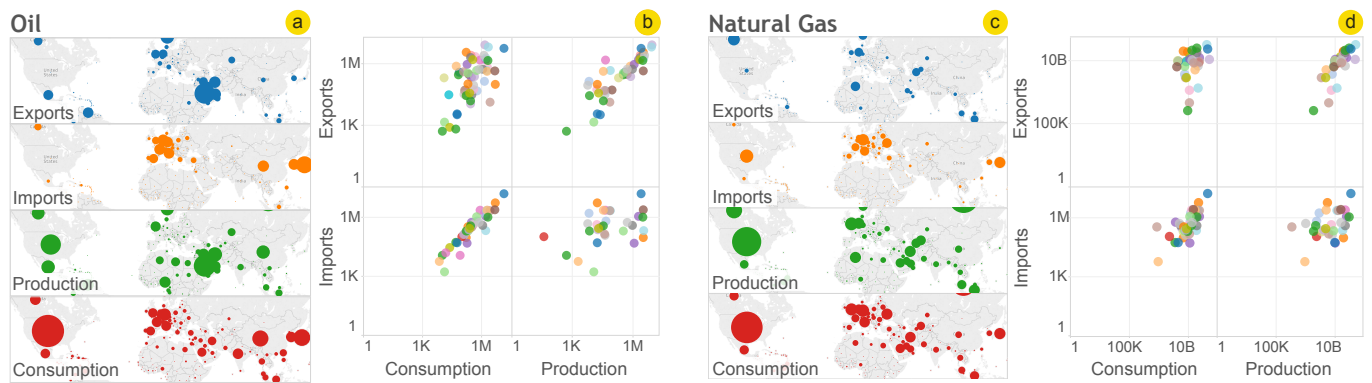 Oil
a
Exports
Imports
Production
Consumption
b
Exports
1M
1K
1
Imports
1M
1K
1
1 1K 1M
Consumption
1 1K 1M
Production
Natural Gas
c
Exports
Imports
Production
Consumption
d
Exports
10B
100K
1
Imports
1M
1K
1
1 100K 10B
Consumption
1 100K 10B
Production